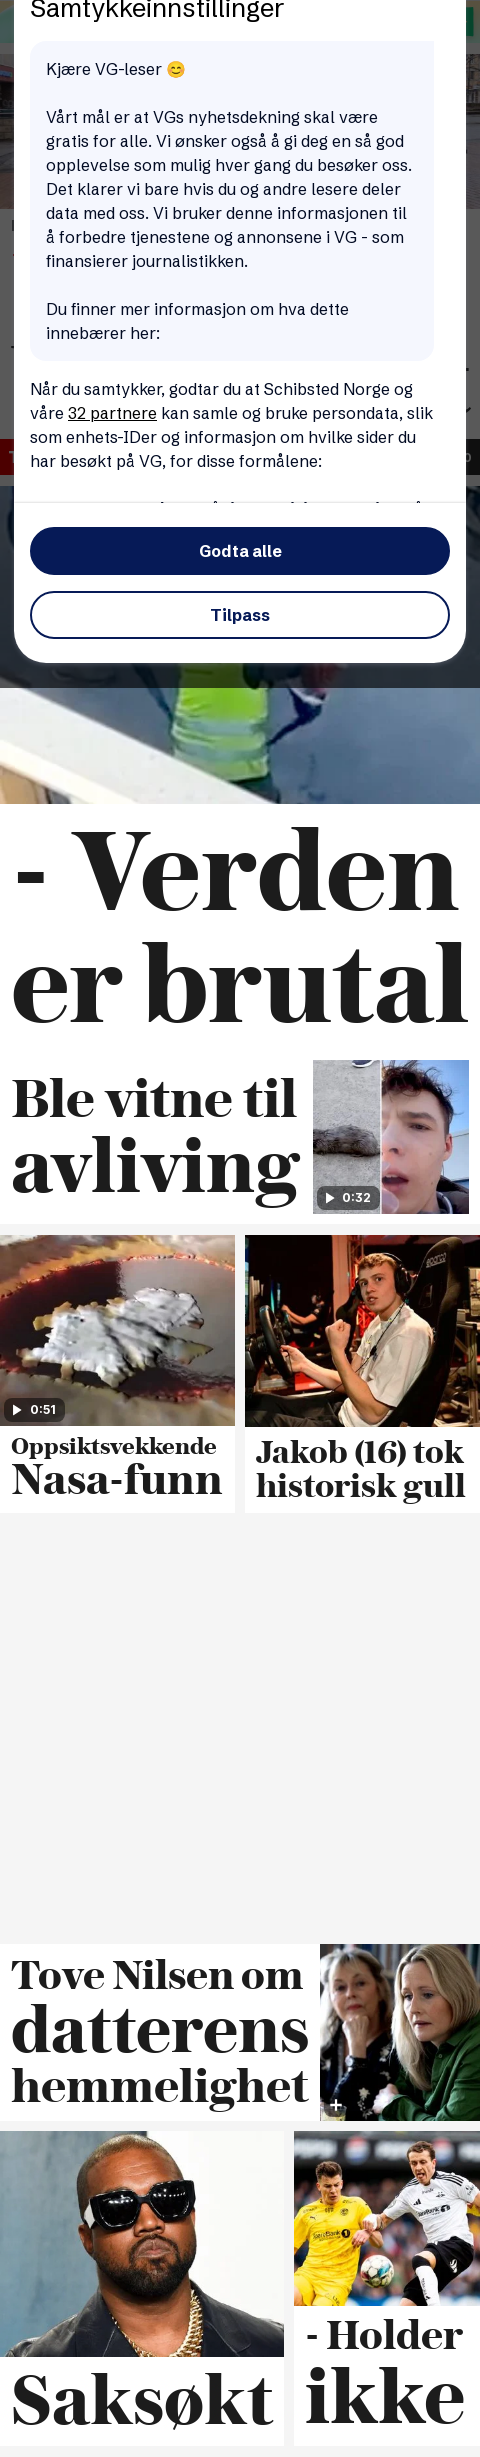 Samtykkeinnstillinger
Kjære VG-leser 😊
Vårt mål er at VGs nyhetsdekning skal være
gratis for alle. Vi ønsker også å gi deg en så god
opplevelse som mulig hver gang du besøker oss.
Det klarer vi bare hvis du og andre lesere deler
data med oss. Vi bruker denne informasjonen til
å forbedre tjenestene og annonsene i VG - som
finansierer journalistikken.
Du finner mer informasjon om hva dette
innebærer her:
Når du samtykker, godtar du at Schibsted Norge og
våre 32 partnere kan samle og bruke persondata, slik
som enhets-IDer og informasjon om hvilke sider du
har besøkt på VG, for disse formålene:
Godta alle
Tilpass
- Verden
er brutal
Ble vitne til
avliving
0:32
0:51
Oppsiktsvekkende
Nasa-funn
Jakob (16) tok
historisk gull
Tove Nilsen om
datterens
hemmelighet
+
Saksøkt
- Holder
ikke